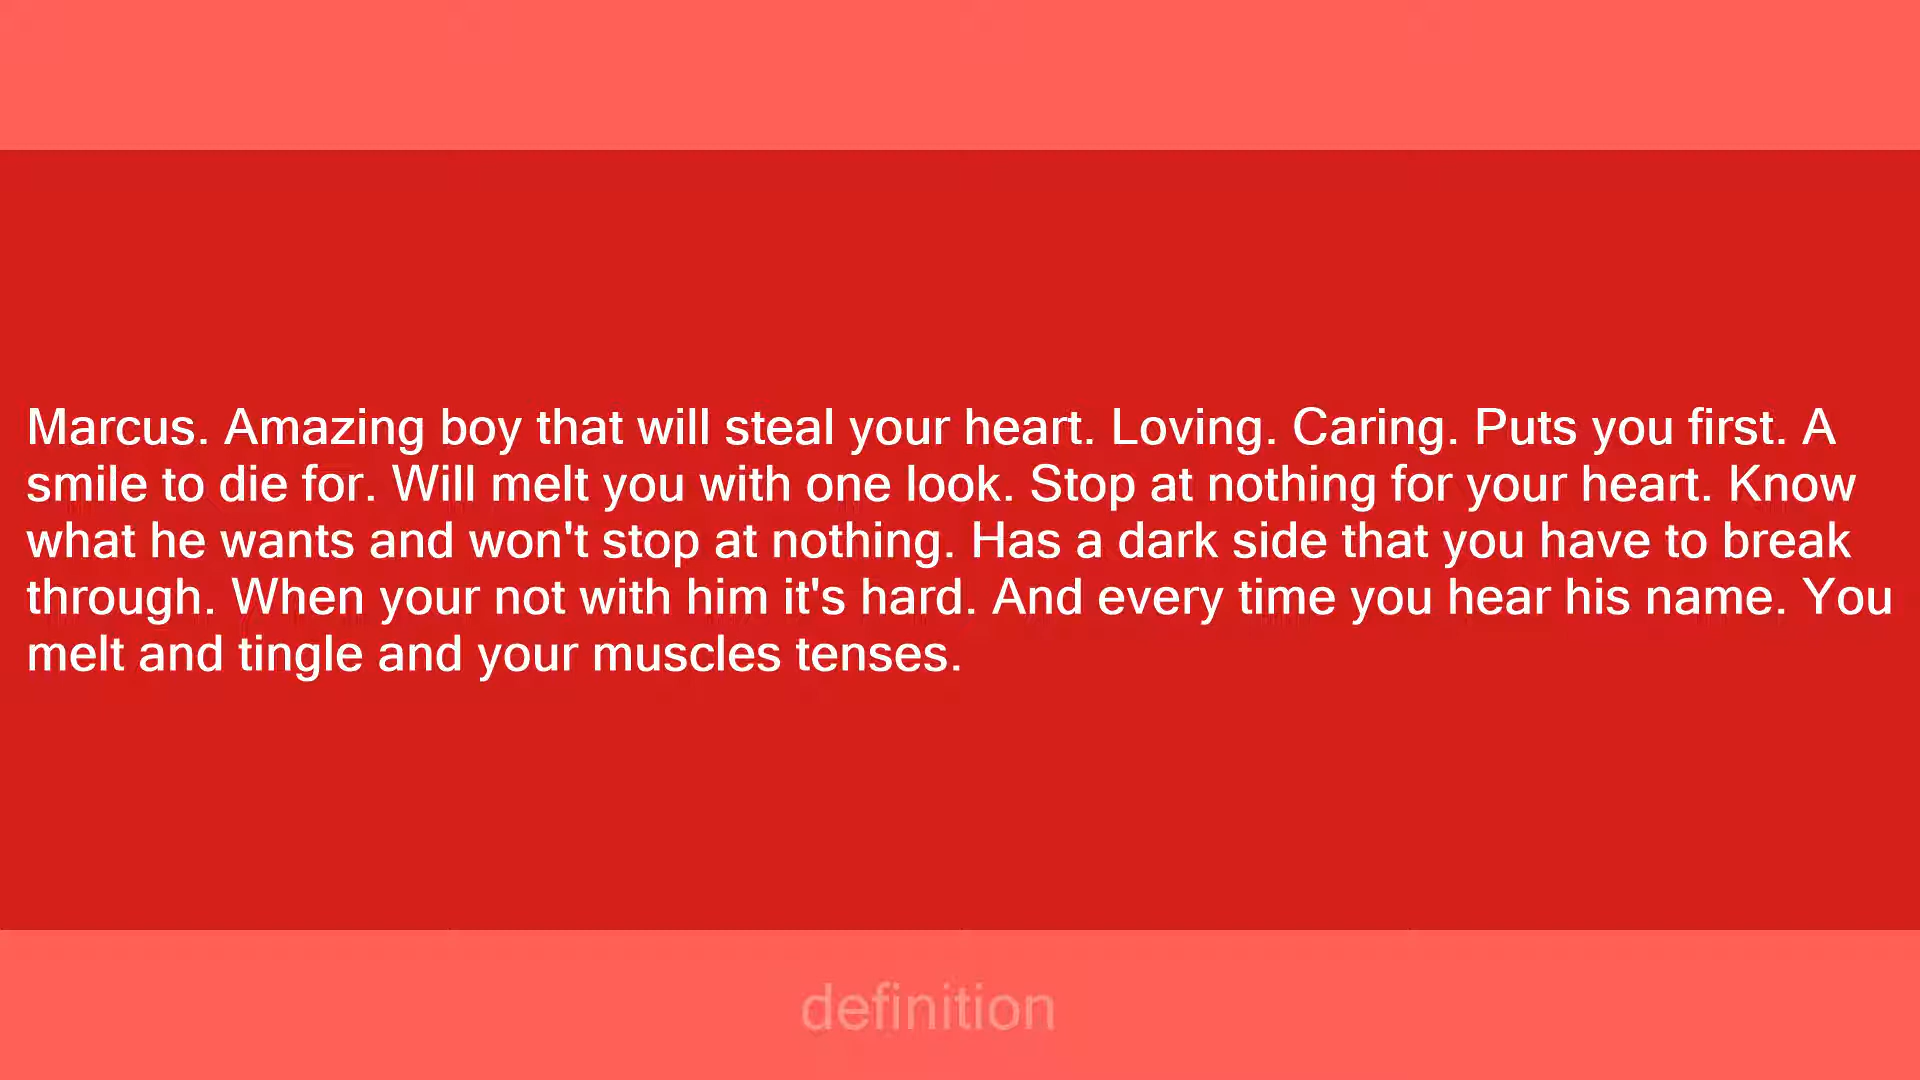 Marcus. Amazing boy that will steal your heart. Loving. Caring. Puts you first. A
smile to die for. Will melt you with one look. Stop at nothing for your heart. Know
what he wants and won't stop at nothing. Has a dark side that you have to break
through. When your not with him it's hard. And every time you hear his name. You
melt and tingle and your muscles tenses.
definition